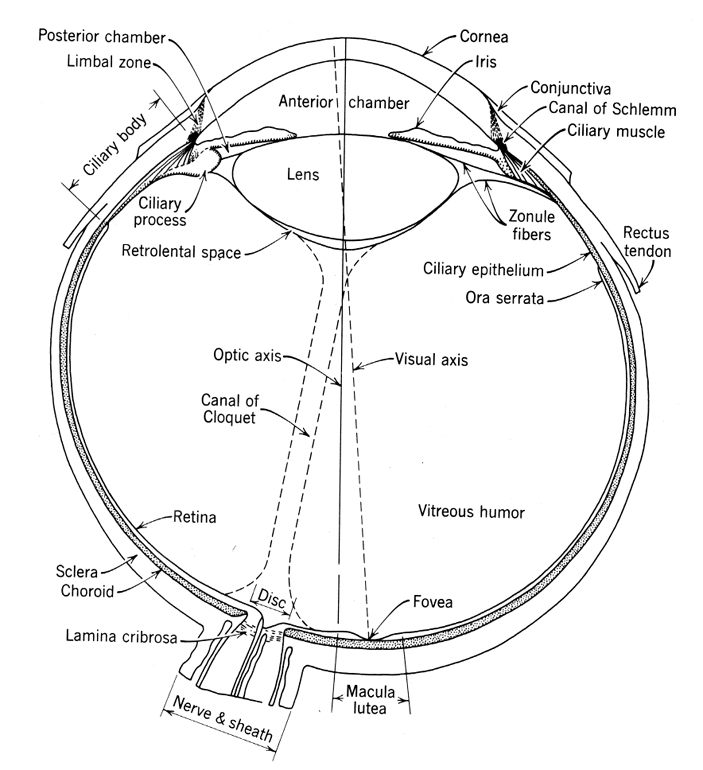 Posterior chamber
Limbal zone
Cornea
Iris
Anterior chamber
Conjunctiva
Canal of Schlemm
Ciliary muscle
Ciliary body
Lens
Ciliary
process
Zonule
fibers
Rectus
tendon
Retrolental space
Ciliary epithelium
Ora serrata
Optic axis
Visual axis
Canal of
Cloquet
Retina
Vitreous humor
Sclera
Choroid
Disc
Fovea
Lamina cribrosa
Macula
lutea
Nerve & sheath